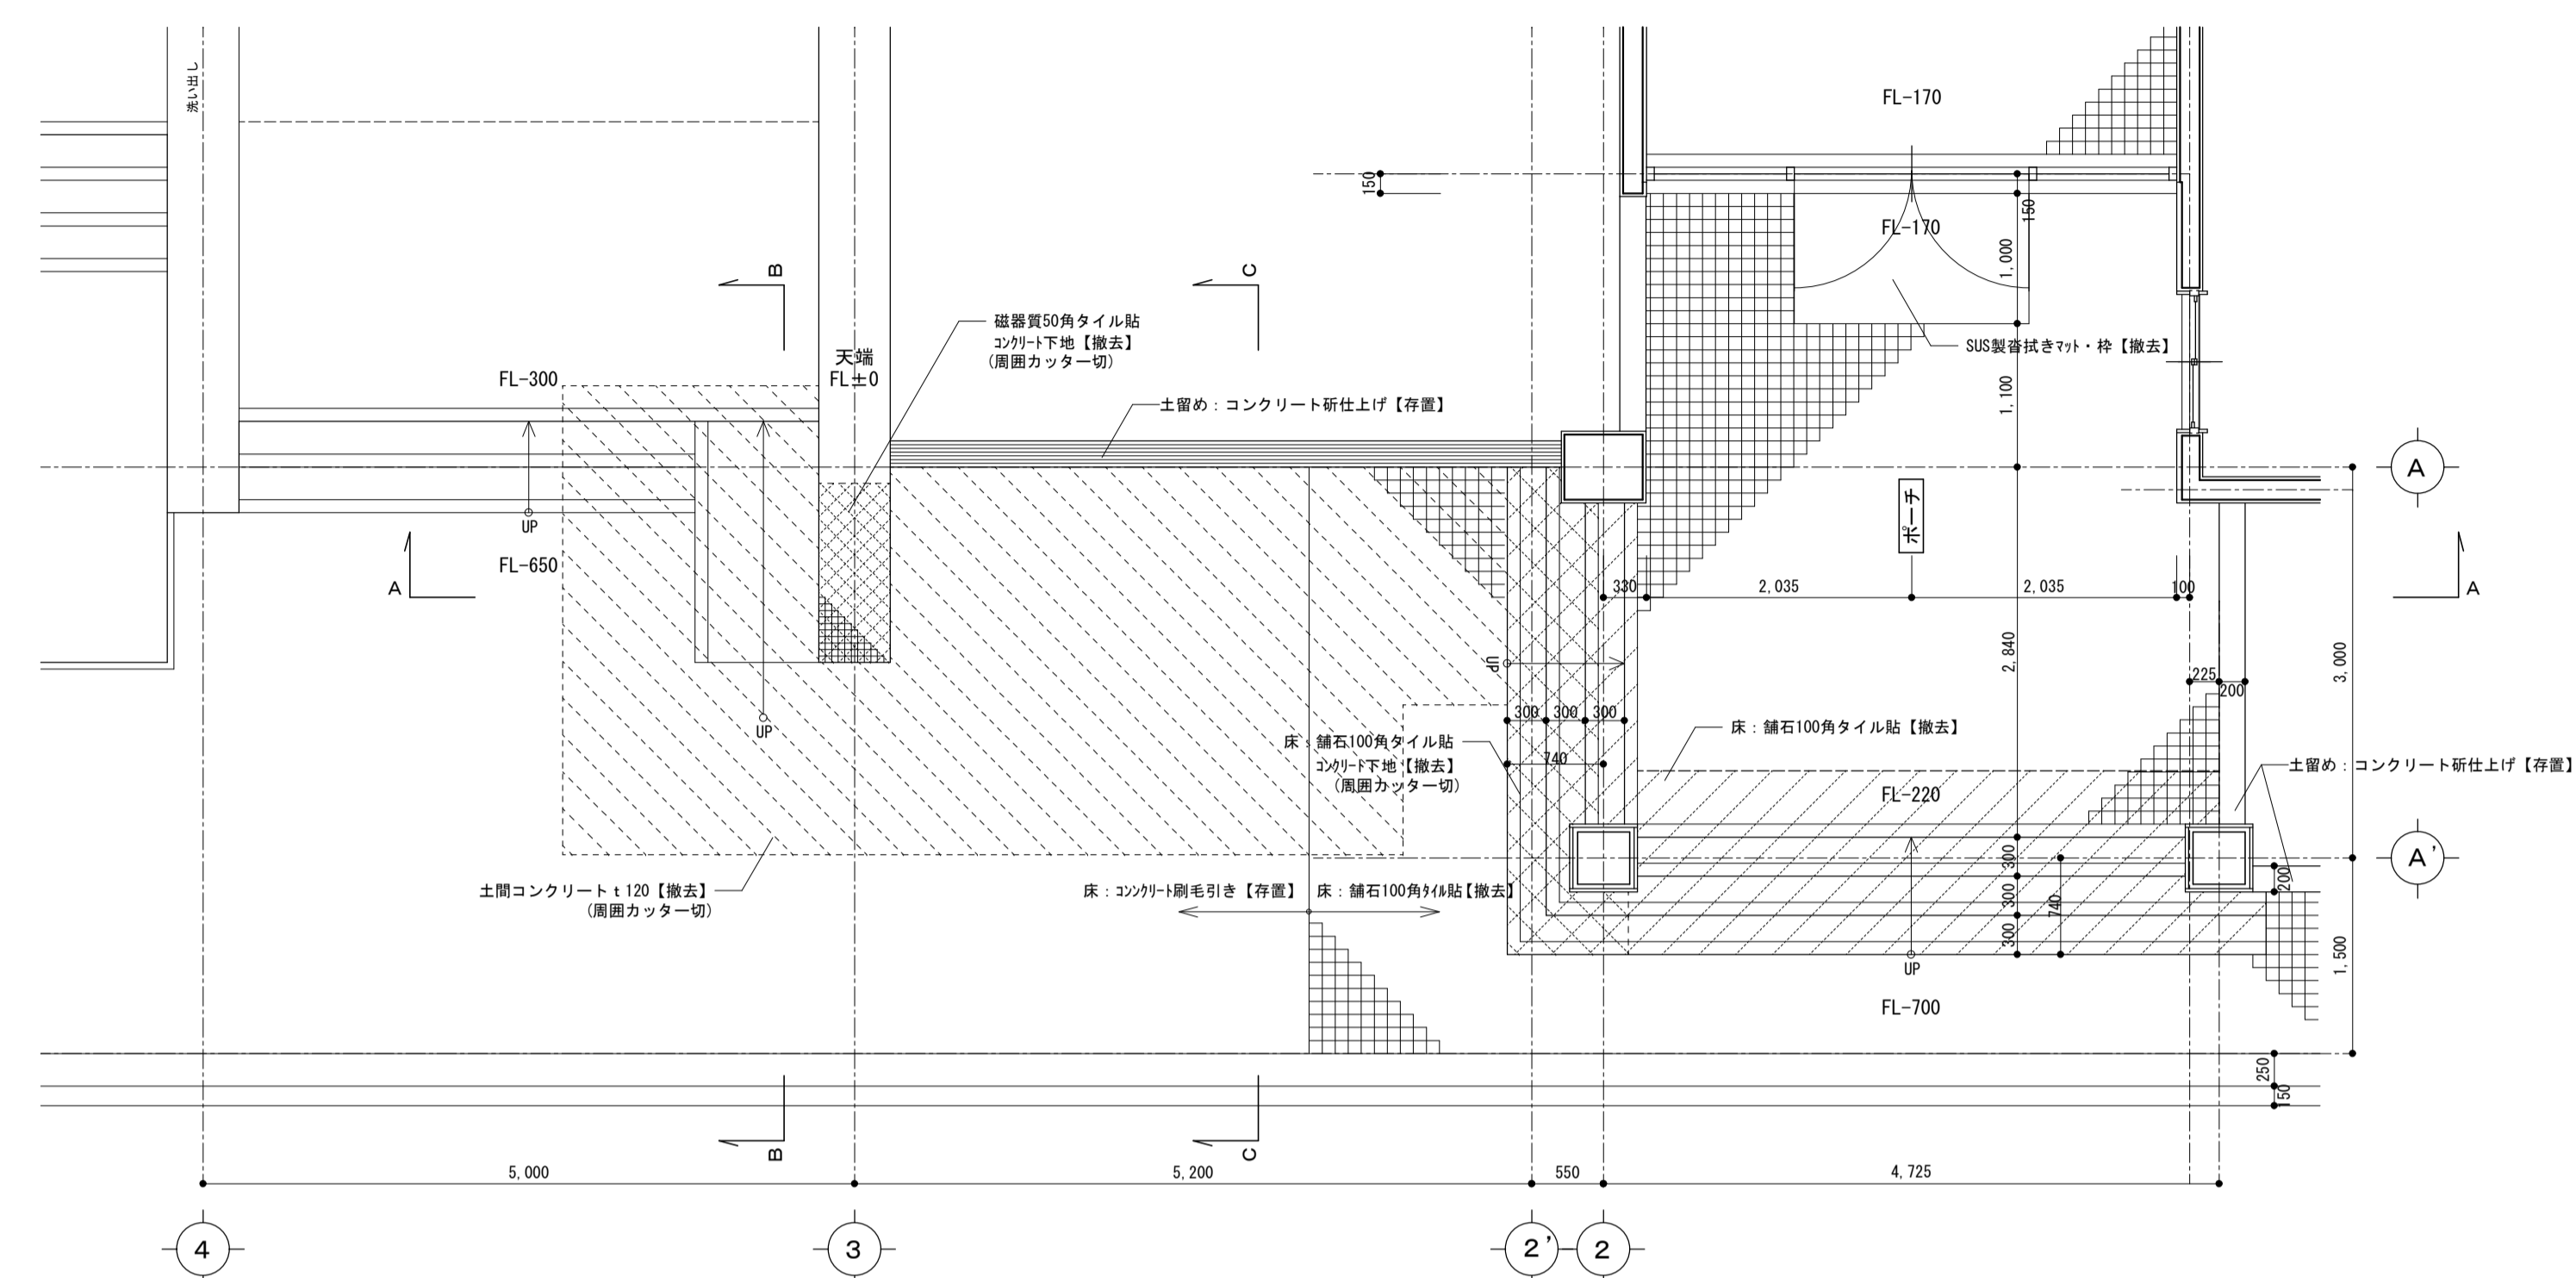 洗い出し
FL-170
150
FL-170
150
1,000
B
C
磁器質50角タイル貼
コンクリート下地【撤去】
(周囲カッター切)
天端
FL±0
SUS製沓拭きマット・枠【撤去】
FL-300
土留め：コンクリート斫仕上げ【存置】
1,100
A
UP
ポーチ
FL-650
A
330
2,035
2,035
100
A
2,840
3,000
UP
225
200
300
300
300
UP
床：舗石100角タイル貼【撤去】
床：舗石100角タイル貼
コンクリート下地【撤去】
(周囲カッター切)
740
土留め：コンクリート斫仕上げ【存置】
FL-220
300
A'
200
土間コンクリートｔ120【撤去】
(周囲カッター切)
床：コンンクリート刷毛引き【存置】
床：舗石100角タイル貼【撤去】
300
740
300
1,500
UP
FL-700
250
150
B
C
5,000
5,200
550
4,725
4
3
2'
2